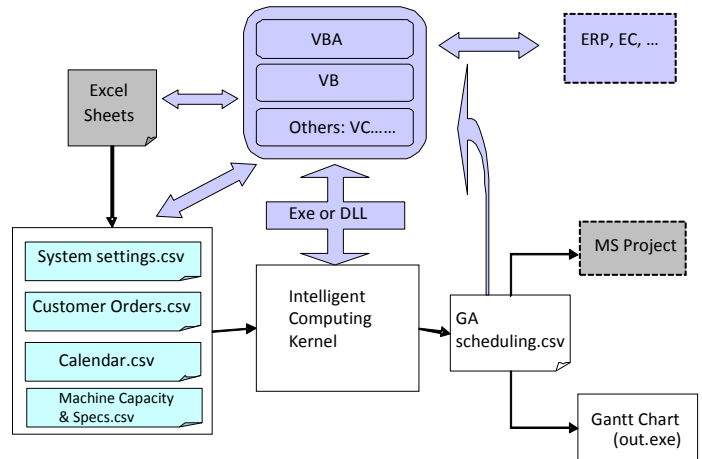 VBA
ERP, EC, ...
VB
Excel
Sheets
Others: VC......
Exe or DLL
System settings.csv
MS Project
Customer Orders.csv
Intelligent
Computing
Kernel
GA
scheduling.csv
Calendar.csv
Machine Capacity
& Specs.csv
Gantt Chart
(out.exe)